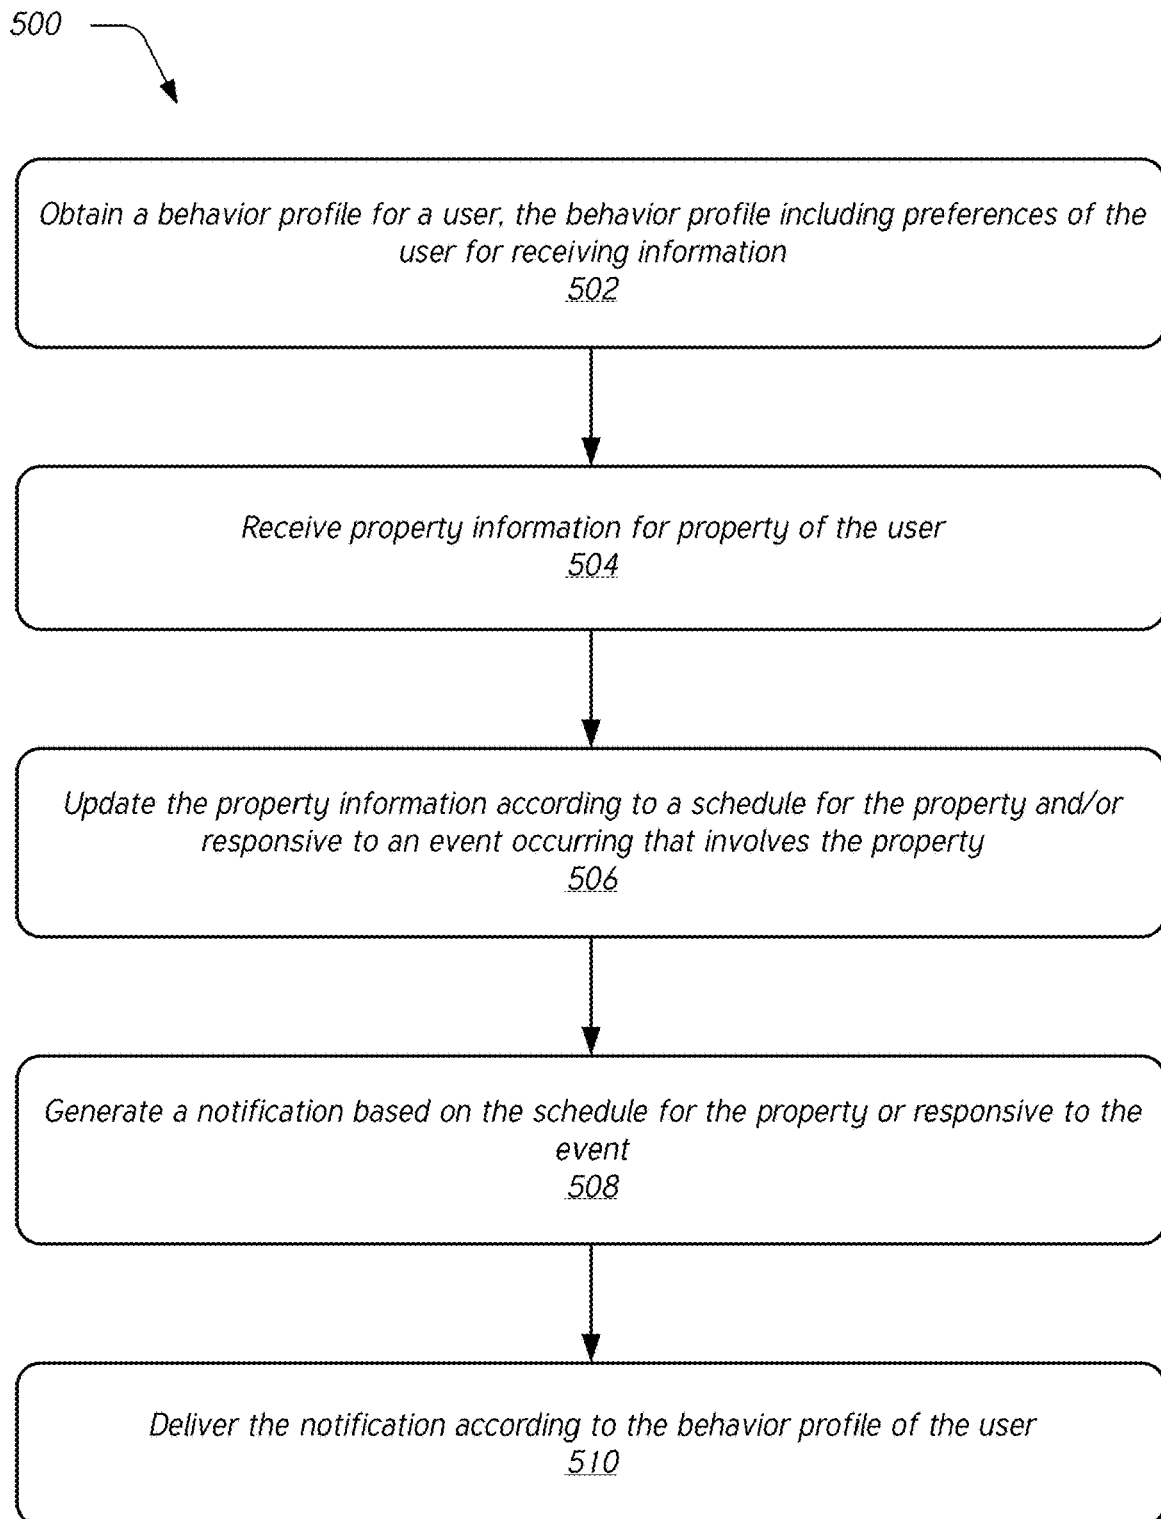 500
Obtain a behavior profile for a user, the behavior profile including preferences of the
user for receiving information
502
Receive property information for property of the user
504
Update the property information according to a schedule for the property and/or
responsive to an event occurring that involves the property
506
Generate a notification based on the schedule for the property or responsive to the
event
508
Deliver the notification according to the behavior profile of the user
510